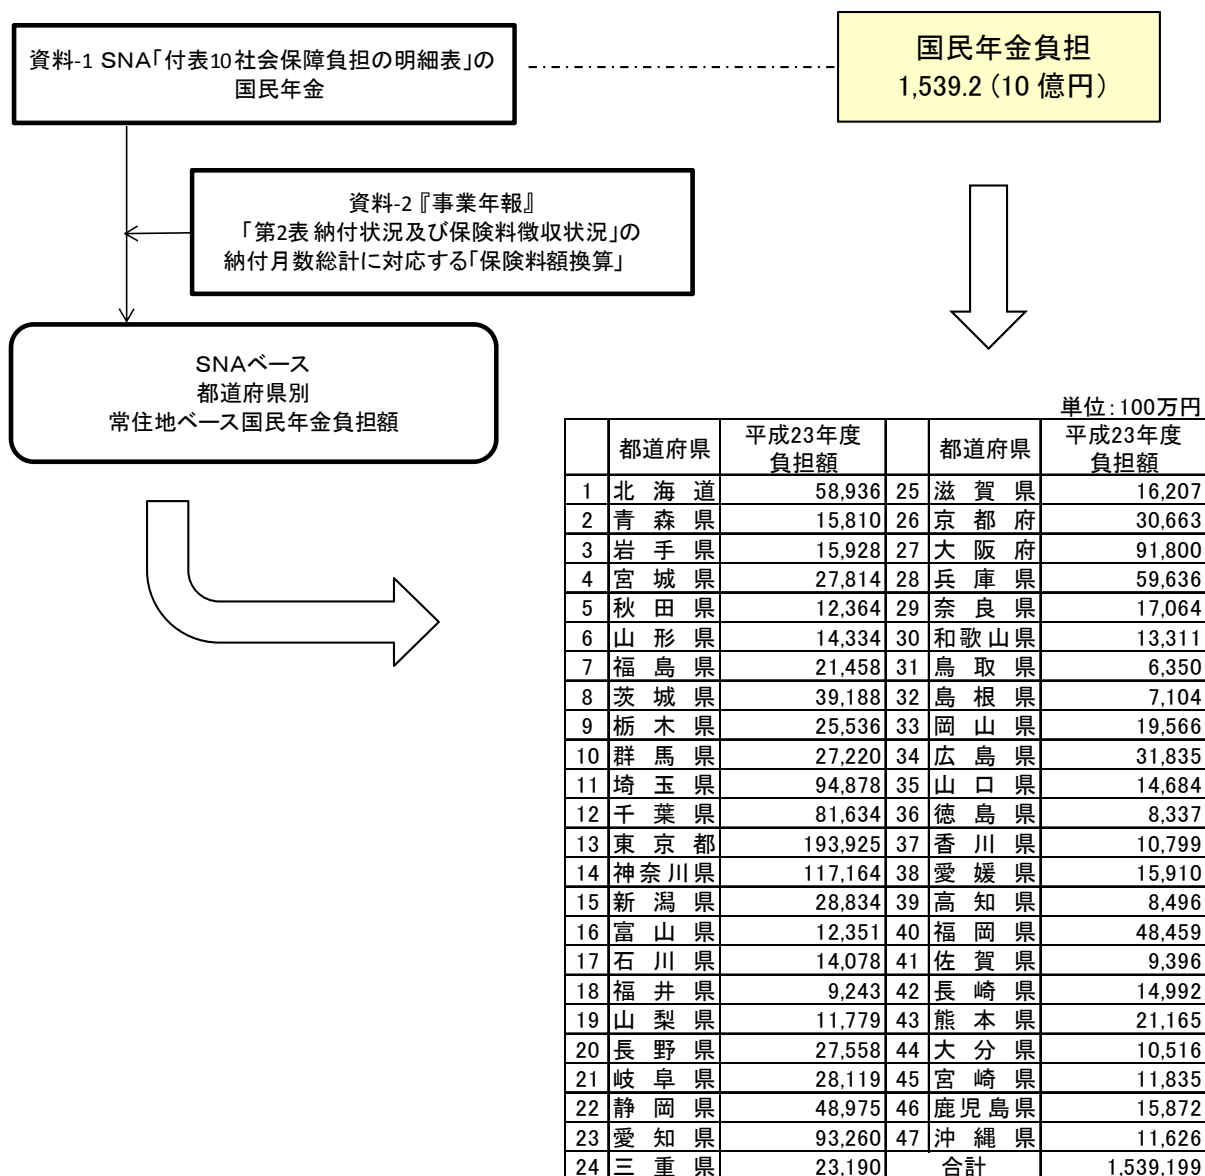 資料-1 SNA｢付表10社会保障負担の明細表｣の
国民年金
国民年金負担
1,539.2 (10 億円)
資料-2『事業年報』
｢第2表 納付状況及び保険料徴収状況｣の
納付月数総計に対応する｢保険料額換算｣
SNAベース
都道府県別
常住地ベース国民年金負担額
単位：100万円
都道府県 平成23年度 負担額 都道府県 平成23年度 負担額
1 北海道 58,936 25 滋賀県 16,207
2 青森県 15,810 26 京都府 30,663
3 岩手県 15,928 27 大阪府 91,800
4 宮城県 27,814 28 兵庫県 59,636
5 秋田県 12,364 29 奈良県 17,064
6 山形県 14,334 30 和歌山県 13,311
7 福島県 21,458 31 鳥取県 6,350
8 茨城県 39,188 32 島根県 7,104
9 栃木県 25,536 33 岡山県 19,566
10 群馬県 27,220 34 広島県 31,835
11 埼玉県 94,878 35 山口県 14,684
12 千葉県 81,634 36 徳島県 8,337
13 東京都 193,925 37 香川県 10,799
14 神奈川県 117,164 38 愛媛県 15,910
15 新潟県 28,834 39 高知県 8,496
16 富山県 12,351 40 福岡県 48,459
17 石川県 14,078 41 佐賀県 9,396
18 福井県 9,243 42 長崎県 14,992
19 山梨県 11,779 43 熊本県 21,165
20 長野県 27,558 44 大分県 10,516
21 岐阜県 28,119 45 宮崎県 11,835
22 静岡県 48,975 46 鹿児島県 15,872
23 愛知県 93,260 47 沖縄県 11,626
24 三重県 23,190 合計 1,539,199